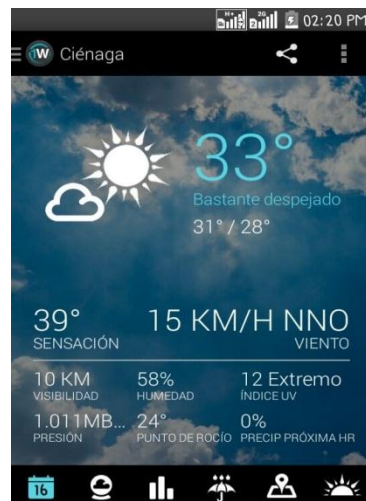 02:20 PM
1W Ciénaga
33°
Bastante despejado
31° / 28°
39° 15 KM/H NNO
SENSACIÓN VIENTO
10 KM 58% 12 Extremo
VISIBILIDAD HUMEDAD ÍNDICE UV
1.011MB... 24° 0%
PRESIÓN PUNTO DE ROCÍO PRECIP PRÓXIMA HR
16